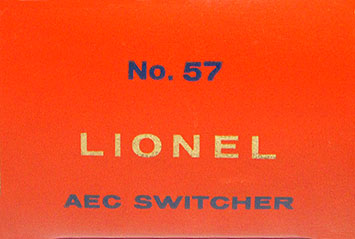 No. 57
LIONEL
AEC SWITCHER